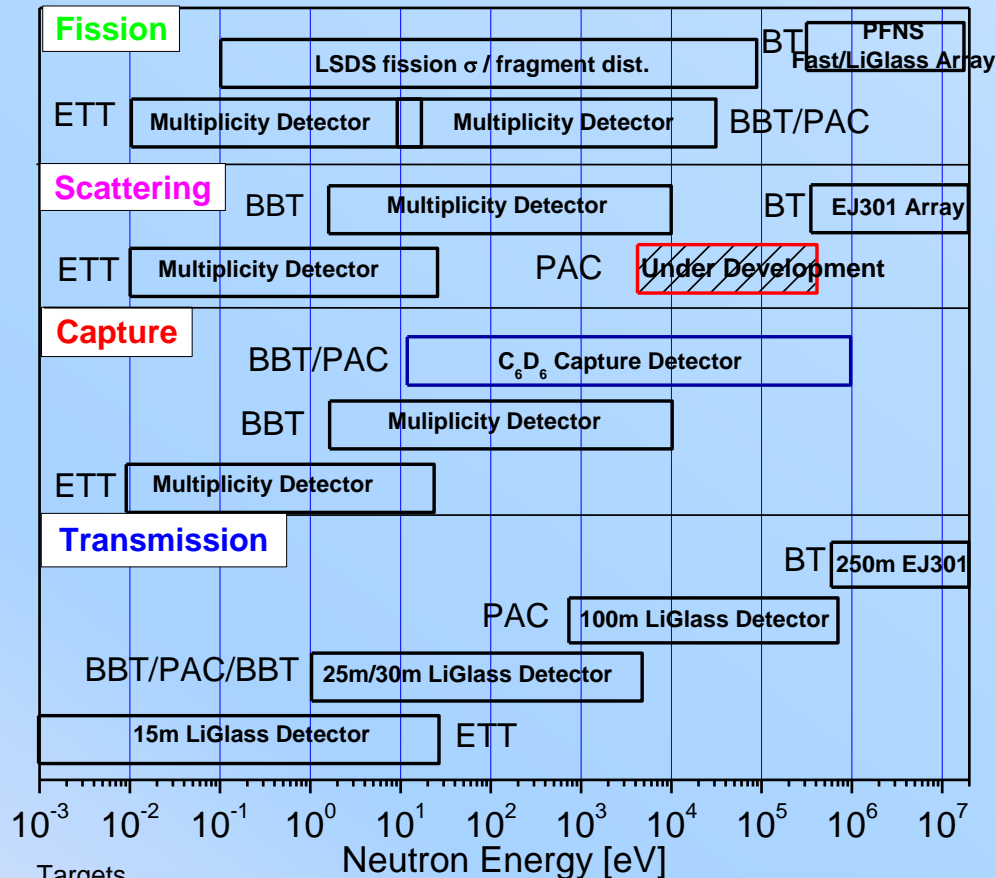 Fission
BT
PFNS
Fast/LiGlass Array
LSDS fission σ / fragment dist.
ETT
Multiplicity Detector
Multiplicity Detector
BBT/PAC
Scattering
BBT
Multiplicity Detector
BT
EJ301 Array
ETT
Multiplicity Detector
PAC
Under Development
Capture
BBT/PAC
C₆D₆ Capture Detector
BBT
Muliplicity Detector
ETT
Multiplicity Detector
Transmission
BT
250m EJ301
PAC
100m LiGlass Detector
BBT/PAC/BBT
25m/30m LiGlass Detector
15m LiGlass Detector
ETT
10⁻³ 10⁻² 10⁻¹ 10⁰ 10¹ 10² 10³ 10⁴ 10⁵ 10⁶ 10⁷
Neutron Energy [eV]
Targets